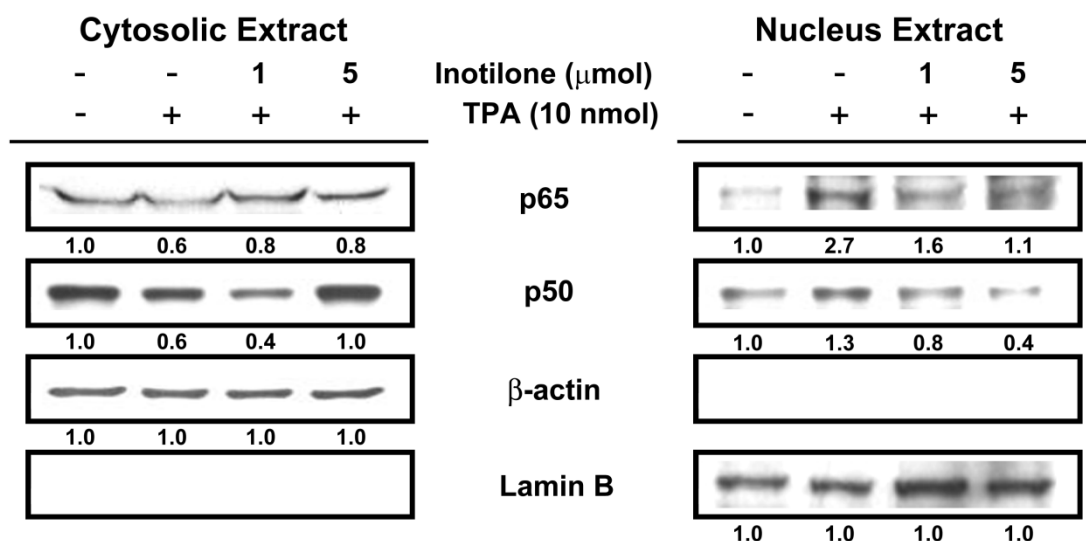 Cytosolic Extract Nucleus Extract
- - 1 5 Inotilone (μmol) - - 1 5
- + + + TPA (10 nmol) - + + +
p65
1.0 0.6 0.8 0.8 1.0 2.7 1.6 1.1
p50
1.0 0.6 0.4 1.0 1.0 1.3 0.8 0.4
β-actin
1.0 1.0 1.0 1.0
Lamin B
1.0 1.0 1.0 1.0